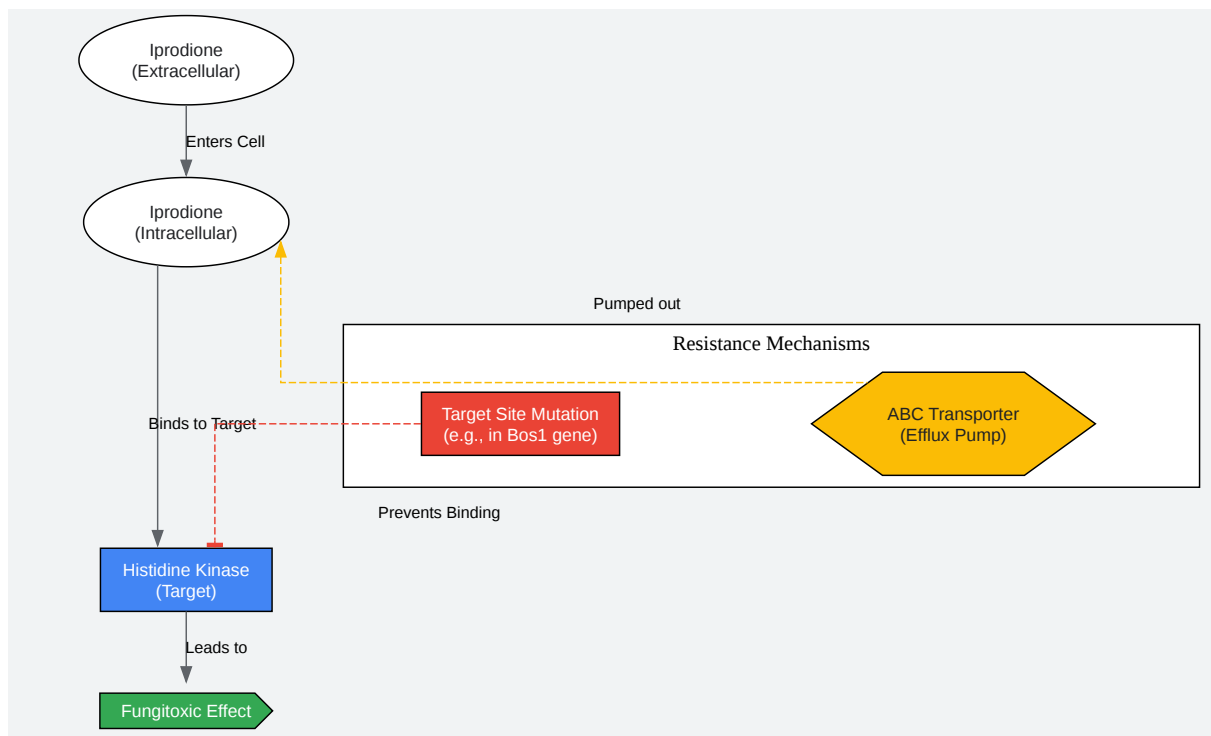 Iprodione
(Extracellular)
Enters Cell
Iprodione
(Intracellular)
Pumped out
Resistance Mechanisms
Target Site Mutation
(e.g., in Bos1 gene)
ABC Transporter
(Efflux Pump)
Binds to Target
Prevents Binding
Histidine Kinase
(Target)
Leads to
Fungitoxic Effect